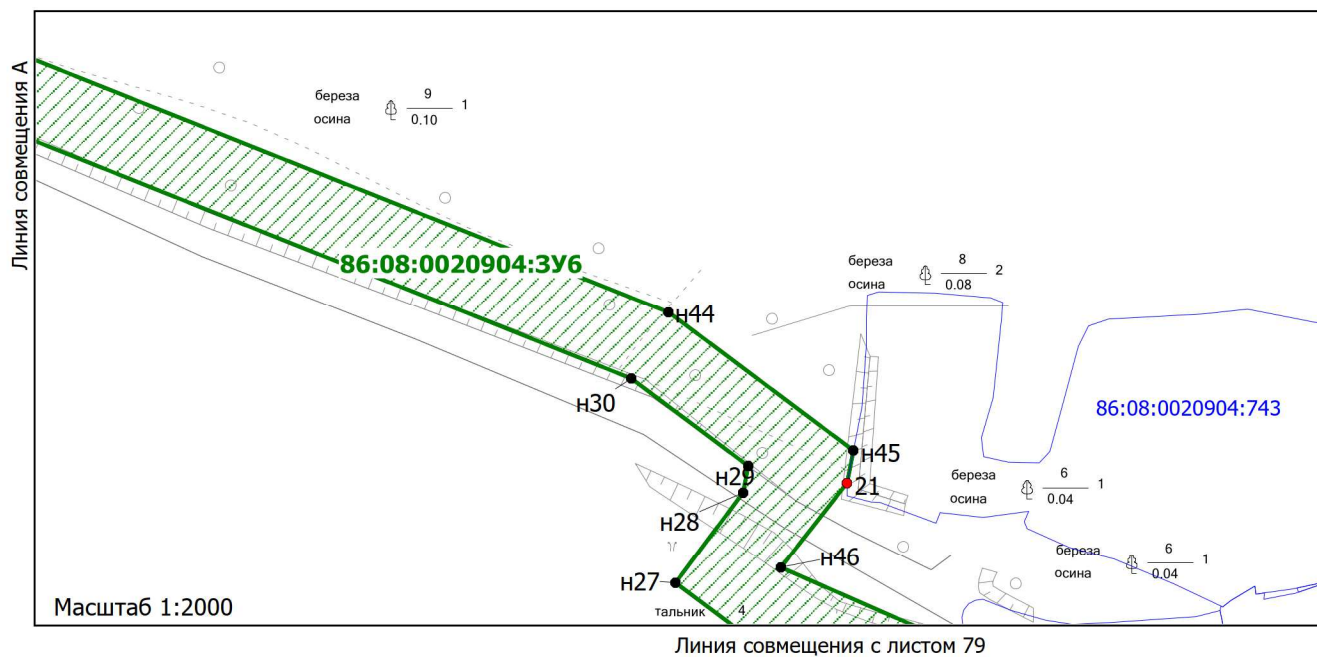 Линия совмещения А
береза 9 1
осина 0.10
86:08:0020904:ЗУ6
н44
береза 8 2
осина 0.08
н30
86:08:0020904:743
н45
н29
21
береза 6 1
осина 0.04
н28
н46
береза 6 1
осина 0.04
н27
Масштаб 1:2000
тальник 4
Линия совмещения с листом 79